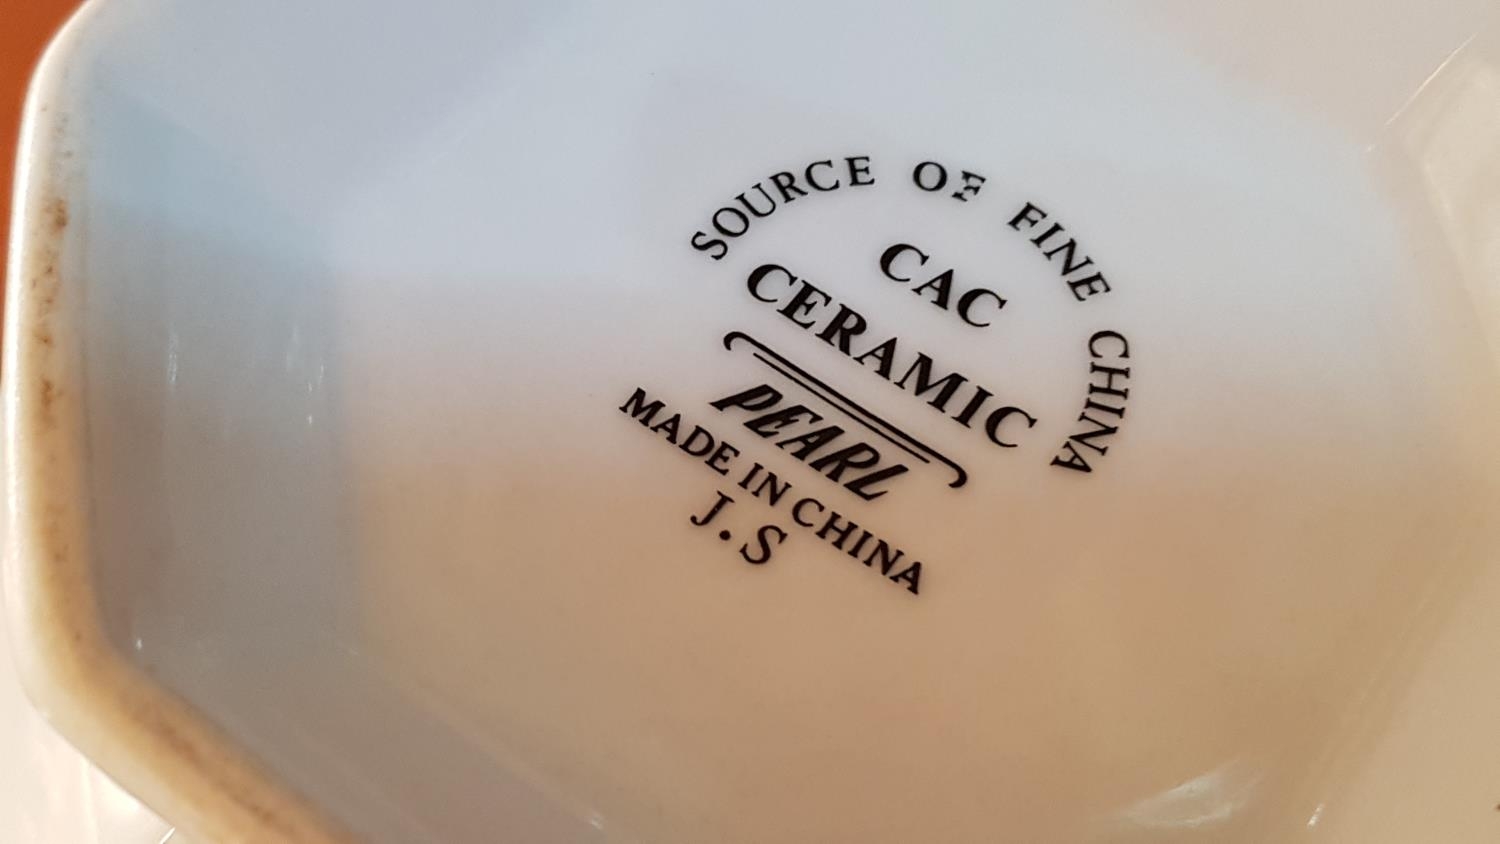 SOURCE OF FINE CHINA
CAC
CERAMIC
PEARL
MADE IN CHINA
J.S